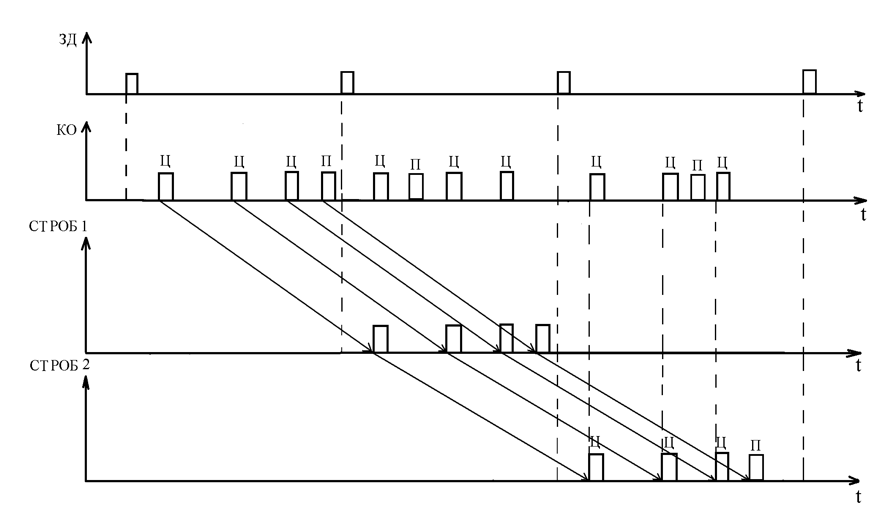 ЗД
t
КО
Ц Ц Ц П Ц П Ц Ц Ц Ц П Ц
t
СТРОБ 1
t
СТРОБ 2
Ц Ц Ц П
t